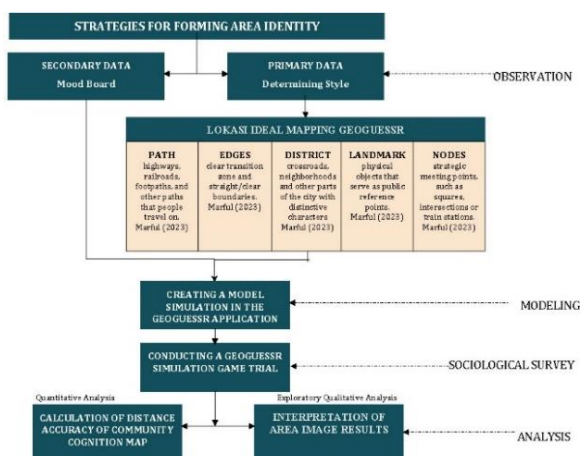 STRATEGIES FOR FORMING AREA IDENTITY
SECONDARY DATA
Mood Board
PRIMARY DATA
Determining Style
OBSERVATION
LOKASI IDEAL MAPPING GEOGUESSR
PATH
highways,
railroads,
footpaths, and
other paths
that people
travel on.
Marful (2023)
EDGES
clear transition
zone and
straight/clear
boundaries.
Marful (2023)
DISTRICT
crossroads,
neighborhoods
and other parts
of the city with
distinctive
characters
Marful (2023)
LANDMARK
physical
objects that
serve as public
reference
points.
Marful (2023)
NODES
strategic
meeting points,
such as
squares,
intersections or
train stations.
Marful (2023)
CREATING A MODEL
SIMULATION IN THE
GEOGUESSR APPLICATION
MODELING
CONDUCTING A GEOGUESSR
SIMULATION GAME TRIAL
SOCIOLOGICAL SURVEY
Quantitative Analysis
Exploratory Qualitative Analysis
CALCULATION OF DISTANCE
ACCURACY OF COMMUNITY
COGNITION MAP
INTERPRETATION OF
AREA IMAGE RESULTS
ANALYSIS